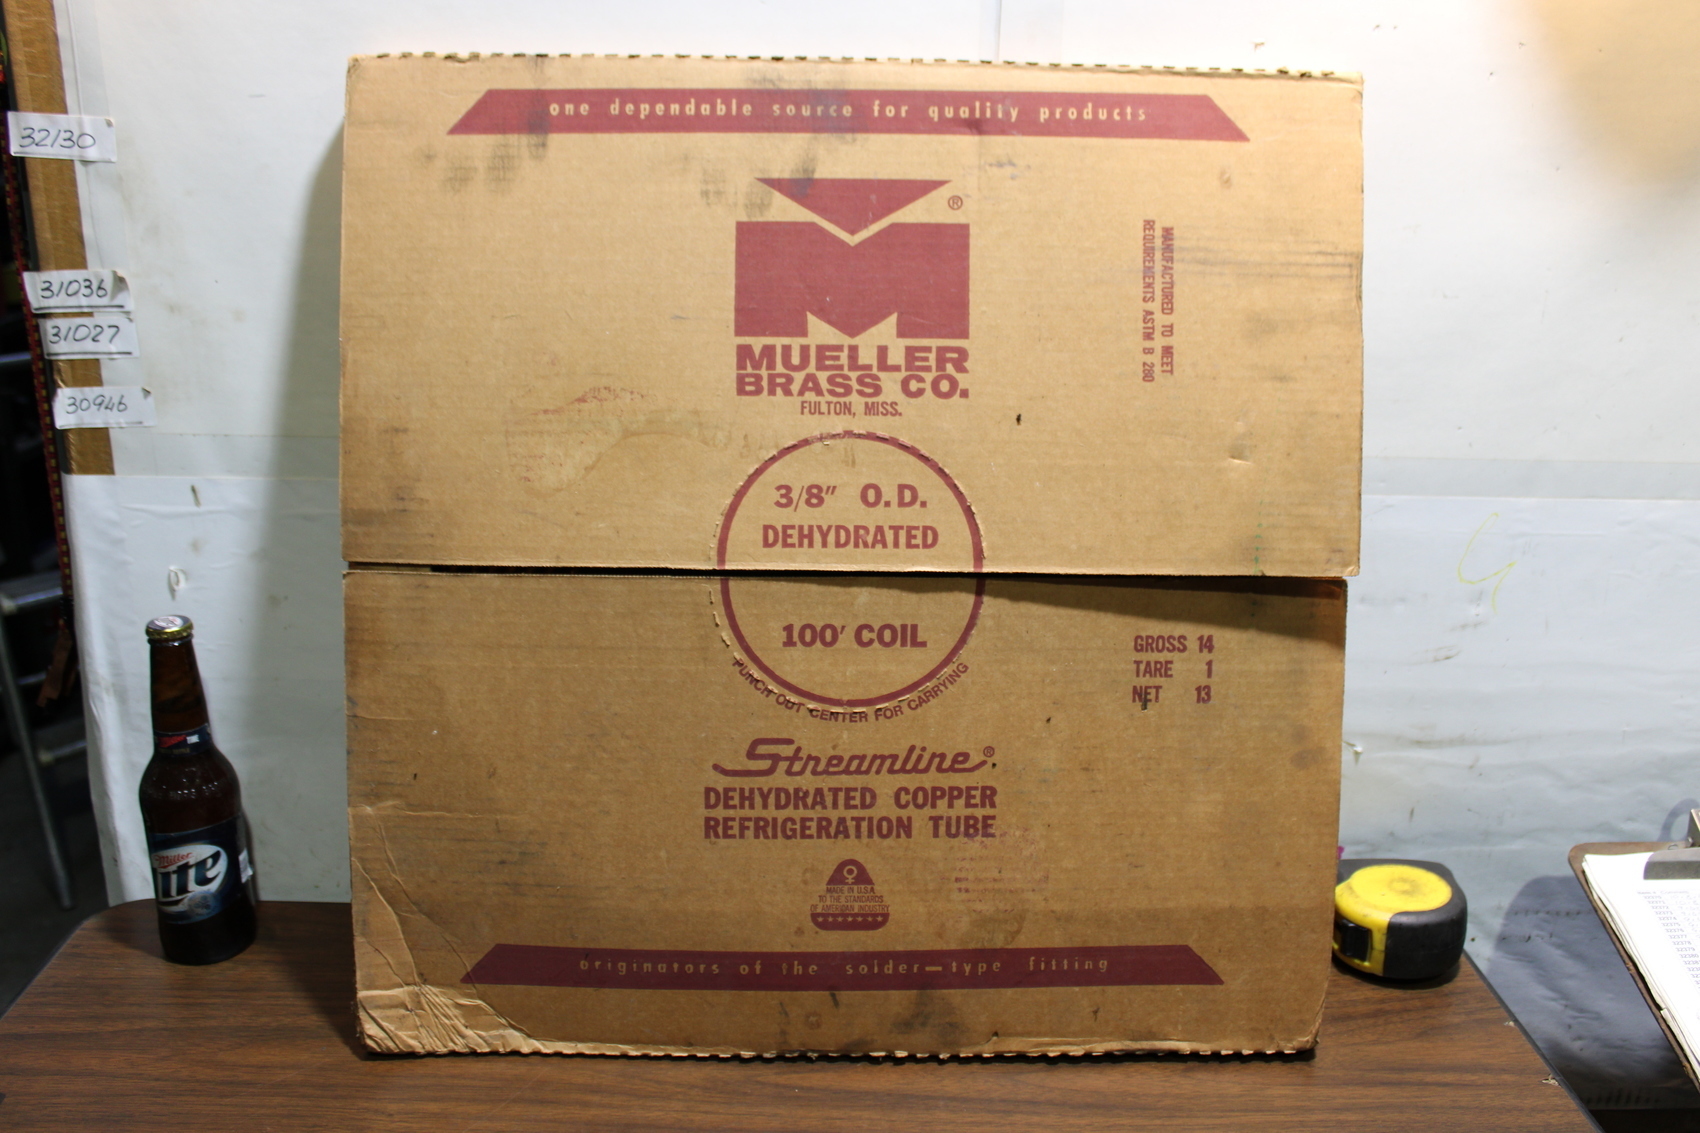 one dependable source for quality products
®
MUELLER
BRASS CO.
FULTON, MISS.
MANUFACTURED TO MEET
REQUIREMENTS ASTM B 280
3/8" O.D.
DEHYDRATED
100' COIL
PUNCH OUT CENTER FOR CARRYING
GROSS 14
TARE 1
NET 13
Streamline®
DEHYDRATED COPPER
REFRIGERATION TUBE
MADE IN U.S.A.
TO THE STANDARDS
OF AMERICAN INDUSTRY
originators of the solder-type fitting
32130
31036
31027
30946
Miller
Lite